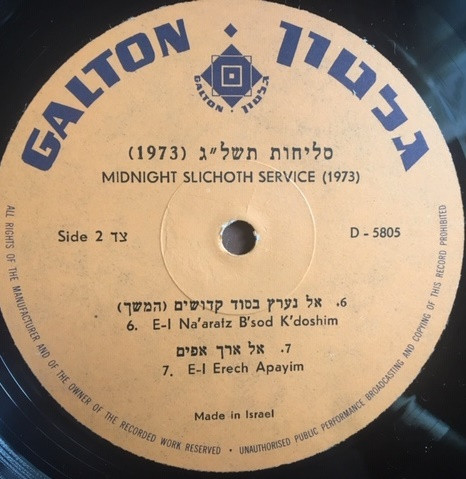 GALTON גלטון
GALTON גלטון
סליחות תשל״ג (1973)
MIDNIGHT SLICHOTH SERVICE (1973)
Side 2 צד
D - 5805
6. אל נערץ בסוד קדושים (המשך)
6. E-l Na'aratz B'sod K'doshim
7. אל ארך אפים
7. E-l Erech Apayim
Made in Israel
ALL RIGHTS OF THE MANUFACTURER AND OF THE OWNER OF THE RECORDED WORK RESERVED • UNAUTHORISED PUBLIC PERFORMANCE BROADCASTING AND COPYING OF THIS RECORD PROHIBITED